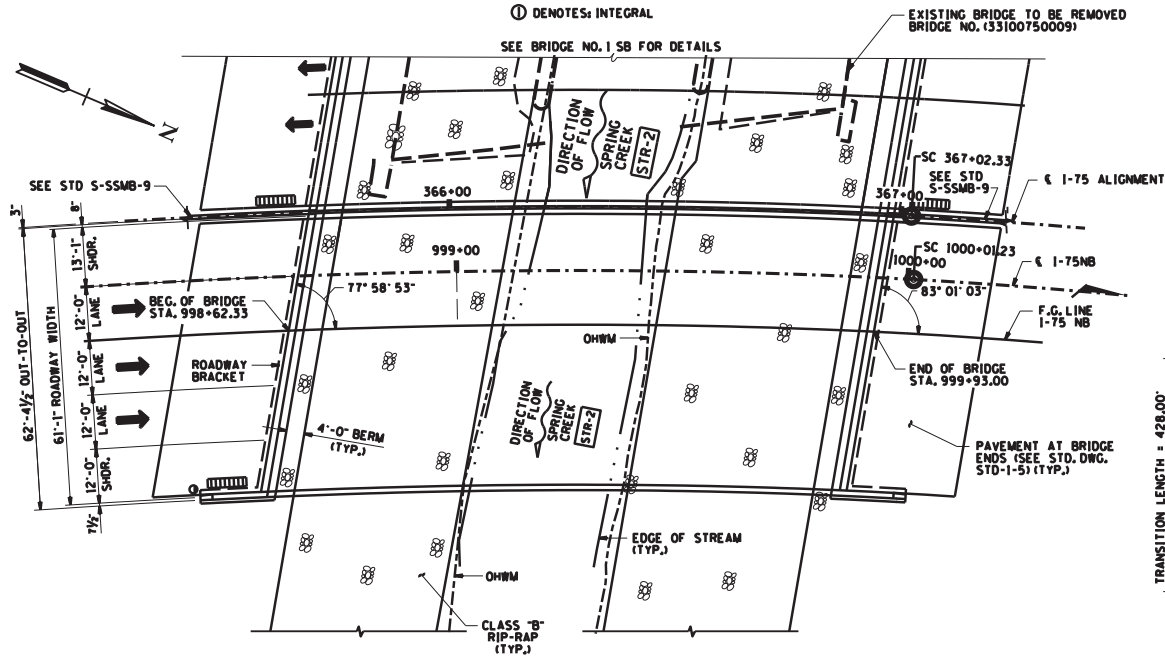 Ⓘ DENOTES: INTEGRAL
EXISTING BRIDGE TO BE REMOVED
BRIDGE NO. (33100750009)
SEE BRIDGE NO. 1 SB FOR DETAILS
N
DIRECTION
OF FLOW
SPRING
CREEK
STR-2
SEE STD S-SSMB-9
366+00
SC 367+02.33
SEE STD
S-SSMB-9
367+00
℄ I-75 ALIGNMENT
3"
8"
13'-1"
SHDR.
999+00
SC 1000+01.23
1000+00
℄ I-75NB
77° 58' 53"
83° 01' 03"
12'-0"
LANE
BEG. OF BRIDGE
STA. 998+62.33
F.G. LINE
I-75 NB
OHWM
62'-4½" OUT-TO-OUT
61'-1" ROADWAY WIDTH
12'-0"
LANE
ROADWAY
BRACKET
END OF BRIDGE
STA. 999+93.00
12'-0"
LANE
DIRECTION
OF FLOW
SPRING
CREEK
STR-2
4'-0" BERM
(TYP.)
PAVEMENT AT BRIDGE
ENDS (SEE STD. DWG.
STD-1-5) (TYP.)
12'-0"
SHDR.
Ⓘ
7½"
EDGE OF STREAM
(TYP.)
OHWM
CLASS "B"
RIP-RAP
(TYP.)
TRANSITION LENGTH = 428.00'